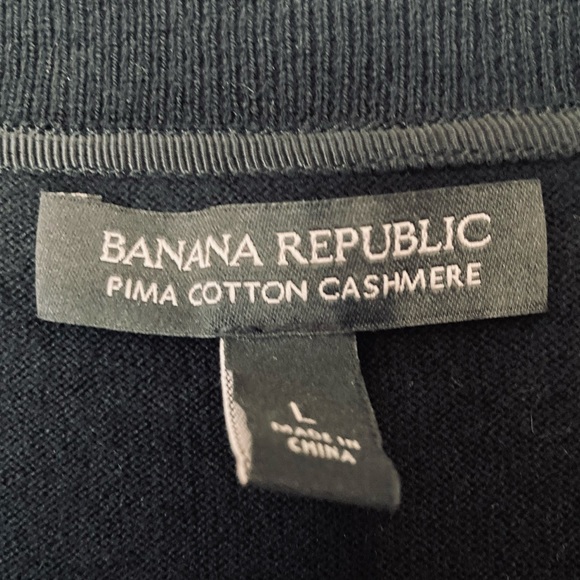 BANANA REPUBLIC
PIMA COTTON CASHMERE
L
MADE IN
CHINA